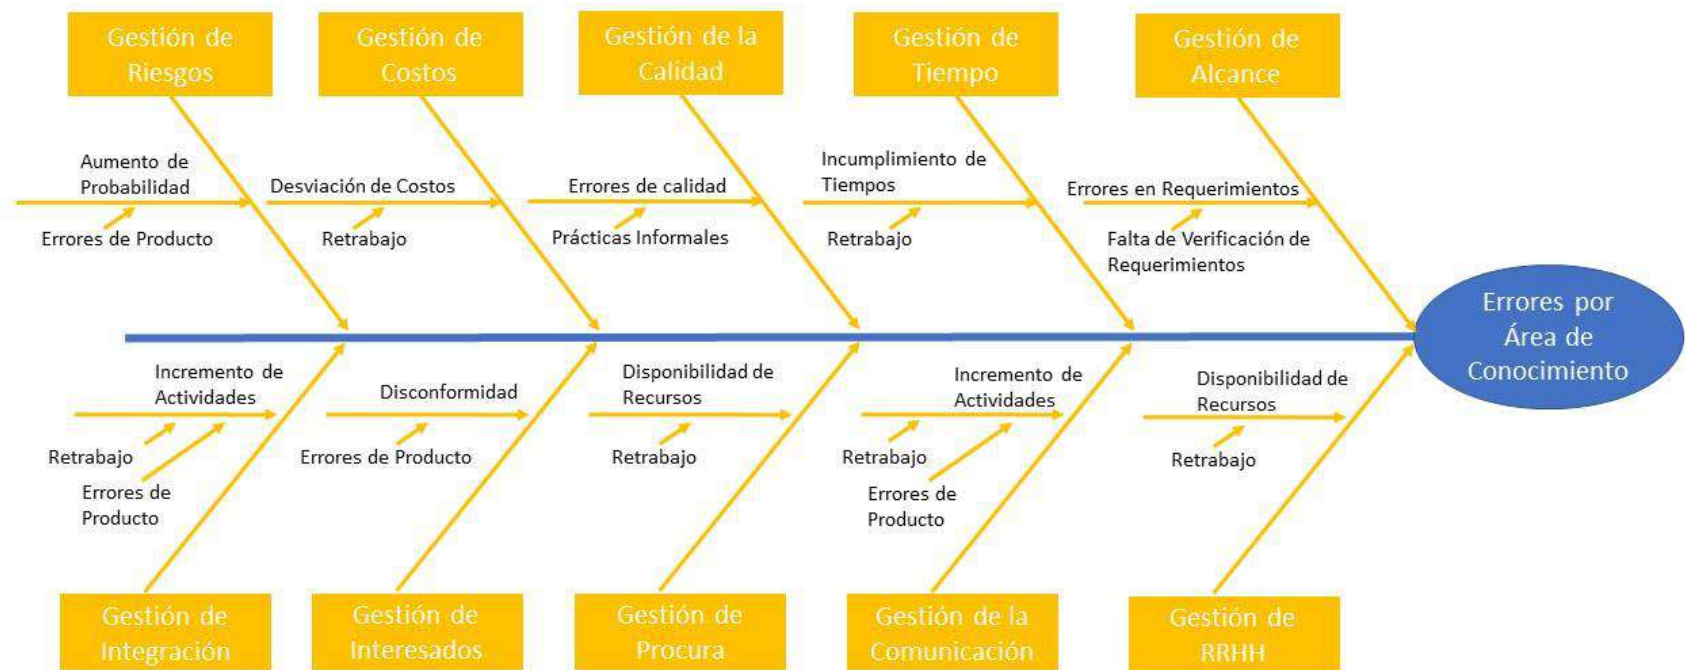 Gestión de
Riesgos
Gestión de
Costos
Gestión de la
Calidad
Gestión de
Tiempo
Gestión de
Alcance
Aumento de
Probabilidad
Errores de Producto
Desviación de Costos
Retrabajo
Errores de calidad
Prácticas Informales
Incumplimiento de
Tiempos
Retrabajo
Errores en Requerimientos
Falta de Verificación de
Requerimientos
Errores por
Área de
Conocimiento
Incremento de
Actividades
Retrabajo
Errores de
Producto
Disconformidad
Errores de Producto
Disponibilidad de
Recursos
Retrabajo
Incremento de
Actividades
Retrabajo
Errores de
Producto
Disponibilidad de
Recursos
Retrabajo
Gestión de
Integración
Gestión de
Interesados
Gestión de
Procura
Gestión de la
Comunicación
Gestión de
RRHH